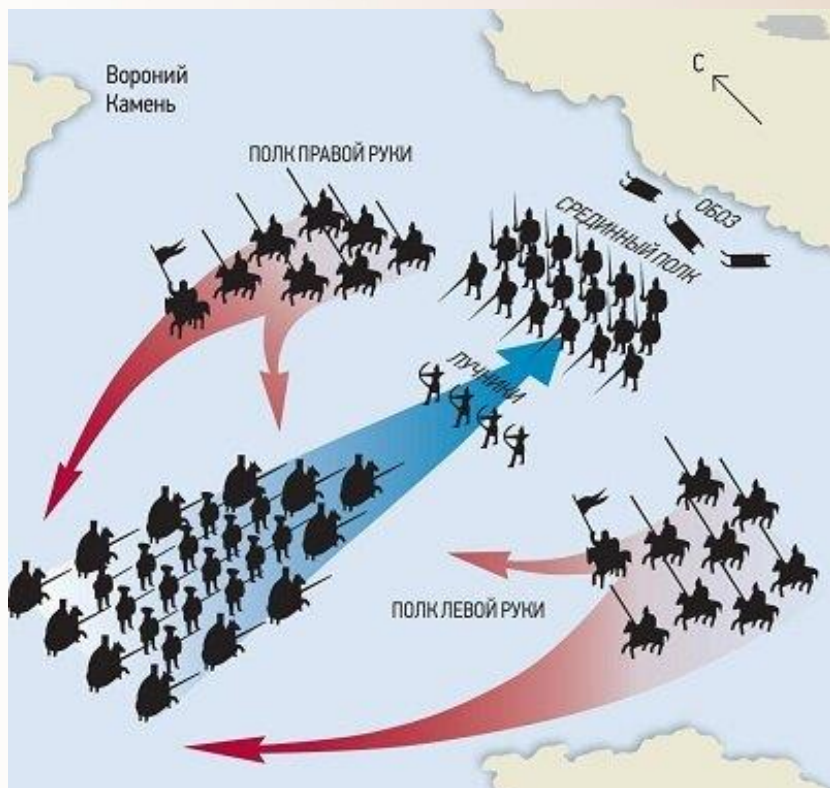 Вороний
Камень
С
ПОЛК ПРАВОЙ РУКИ
ОБОЗ
СРЕДИННЫЙ ПОЛК
ЛУЧНИКИ
ПОЛК ЛЕВОЙ РУКИ